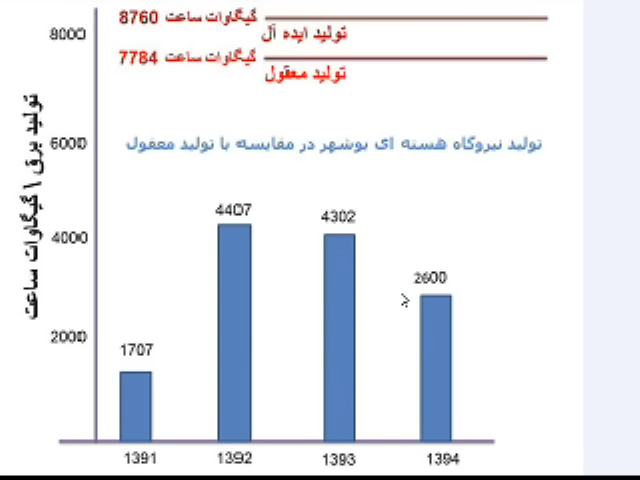 8760 گیگاوات ساعت
تولید ایده آل
7784 گیگاوات ساعت
تولید معقول
تولید نیروگاه هسته ای بوشهر در مقایسه با تولید معقول
تولید برق \ گیگاوات ساعت
8000
6000
4000
2000
1707
4407
4302
2600
1391
1392
1393
1394